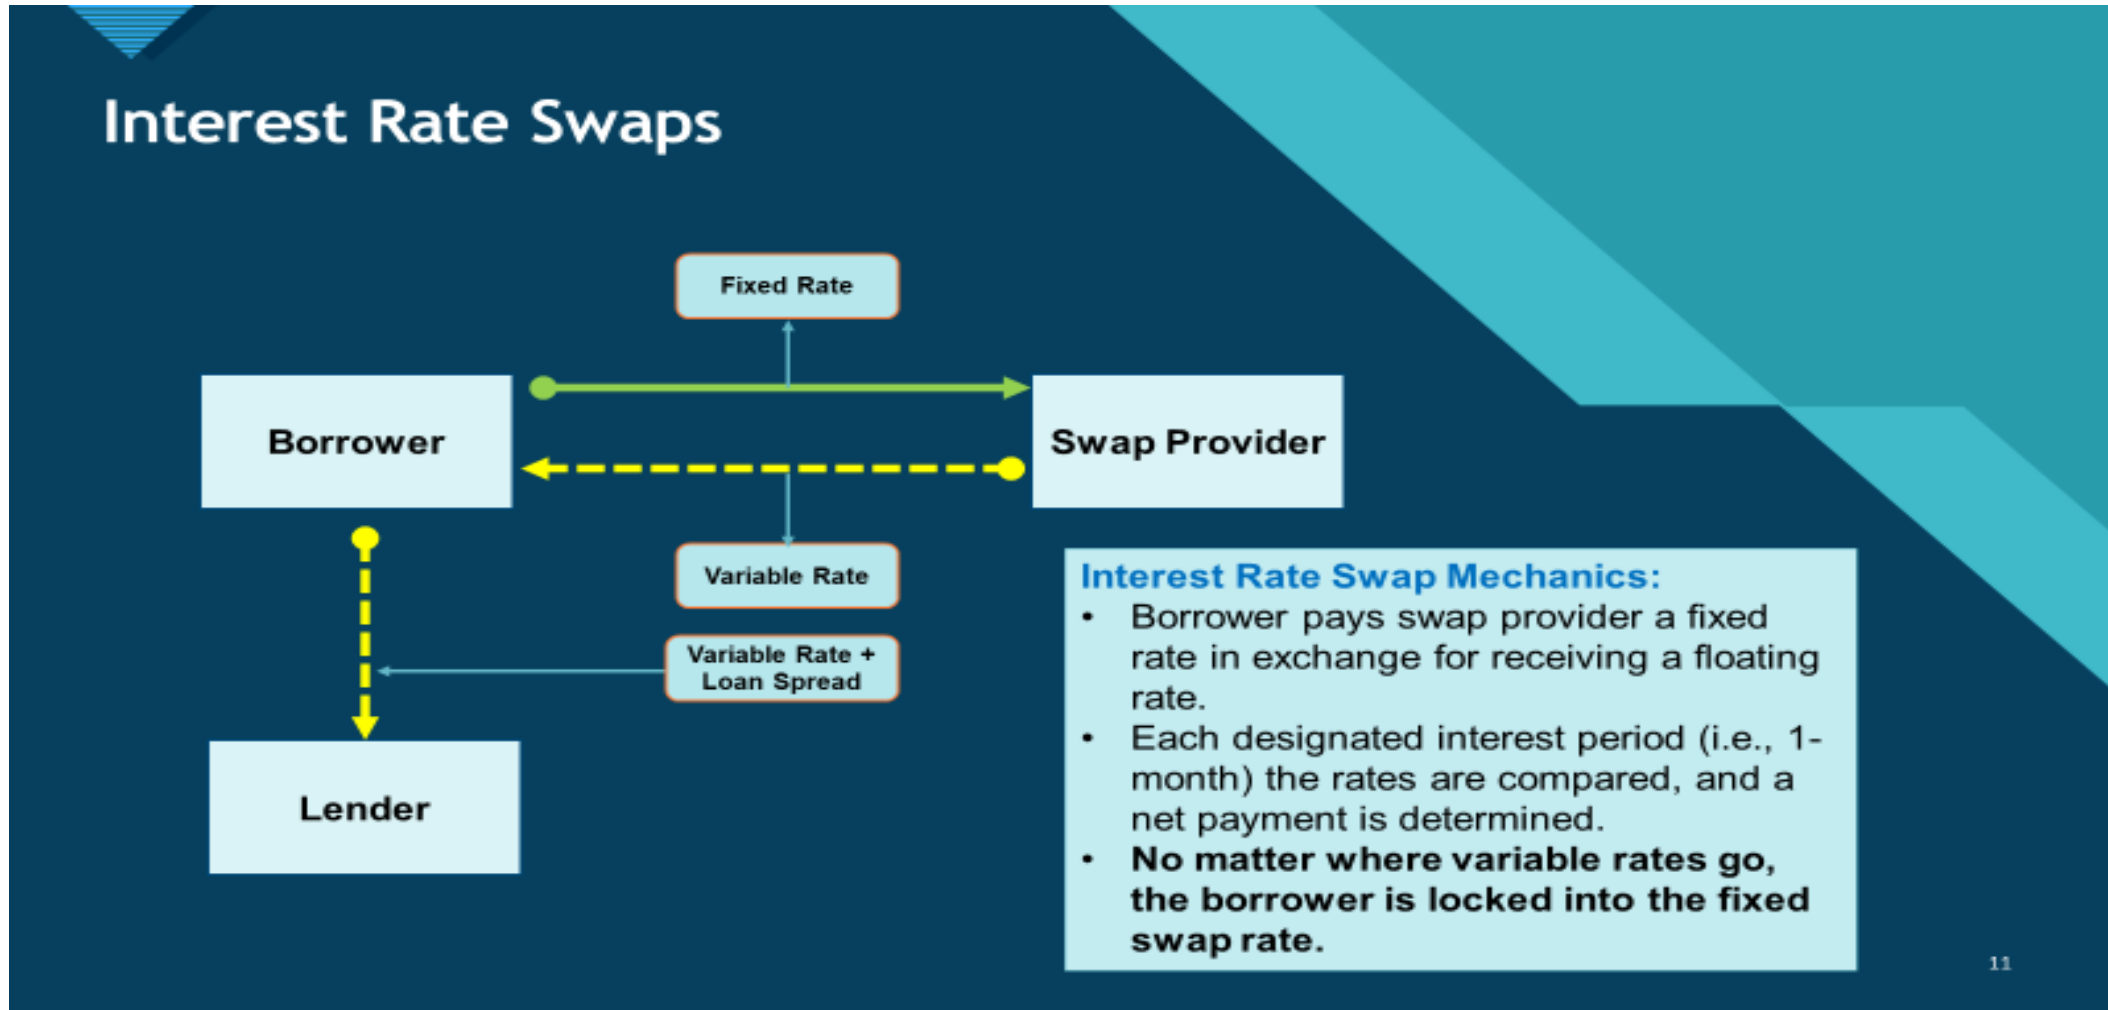 Interest Rate Swaps
Fixed Rate
Borrower
Swap Provider
Variable Rate
Variable Rate +
Loan Spread
Lender
Interest Rate Swap Mechanics:
• Borrower pays swap provider a fixed
rate in exchange for receiving a floating
rate.
• Each designated interest period (i.e., 1-
month) the rates are compared, and a
net payment is determined.
• No matter where variable rates go,
the borrower is locked into the fixed
swap rate.
11